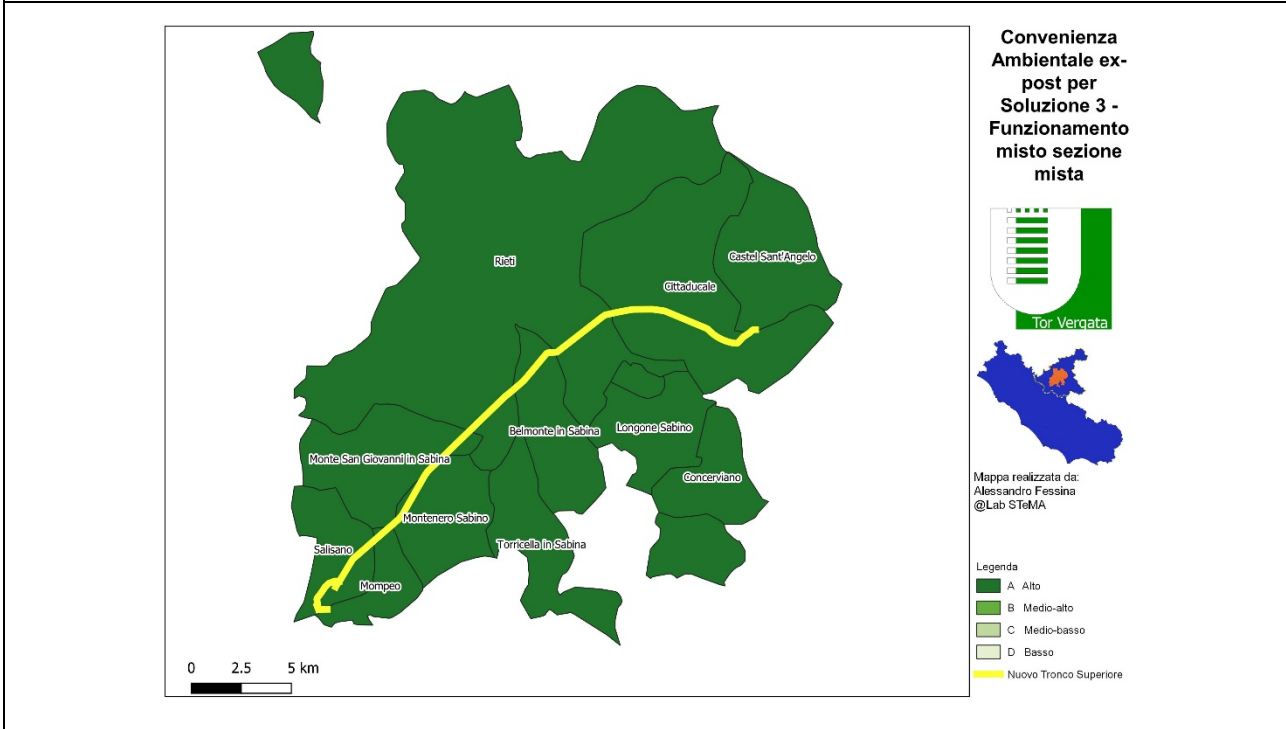 Convenienza
Ambientale ex-
post per
Soluzione 3 -
Funzionamento
misto sezione
mista
Tor Vergata
Rieti
Castel Sant'Angelo
Cittaducale
Belmonte in Sabina
Longone Sabino
Monte San Giovanni in Sabina
Concerviano
Montenero Sabino
Torricella in Sabina
Salisano
Mompeo
0 2.5 5 km
Mappa realizzata da:
Alessandro Fessina
@Lab STeMA
Legenda
A Alto
B Medio-alto
C Medio-basso
D Basso
Nuovo Tronco Superiore